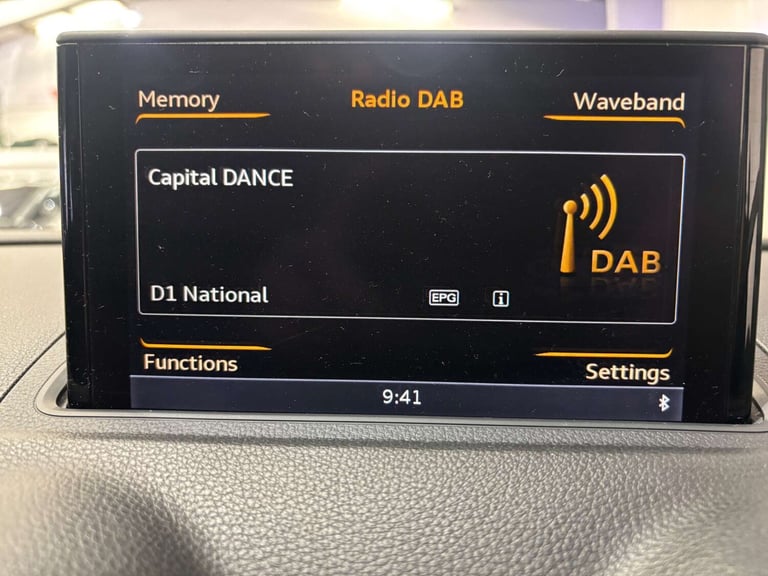 Memory
Radio DAB
Waveband
Capital DANCE
DAB
D1 National
EPG
i
Functions
Settings
9:41